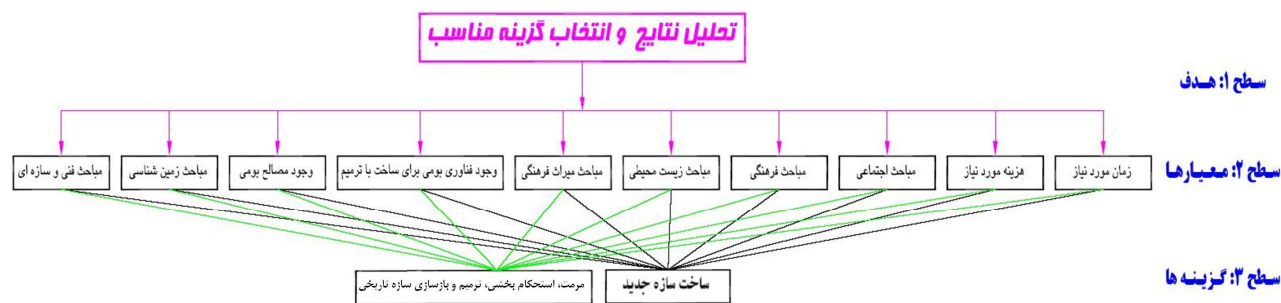 تحلیل نتایج و انتخاب گزینه مناسب
سطح ۱: هدف
زمان مورد نیاز
هزینه مورد نیاز
مباحث اجتماعی
مباحث فرهنگی
مباحث زیست محیطی
مباحث میراث فرهنگی
وجود فناوری بومی برای ساخت یا ترمیم
وجود مصالح بومی
مباحث زمین شناسی
مباحث فنی و سازه ای
سطح ۲: معیارها
ساخت سازه جدید
مرمت، استحکام بخشی، ترمیم و بازسازی سازه تاریخی
سطح ۳: گزینه ها